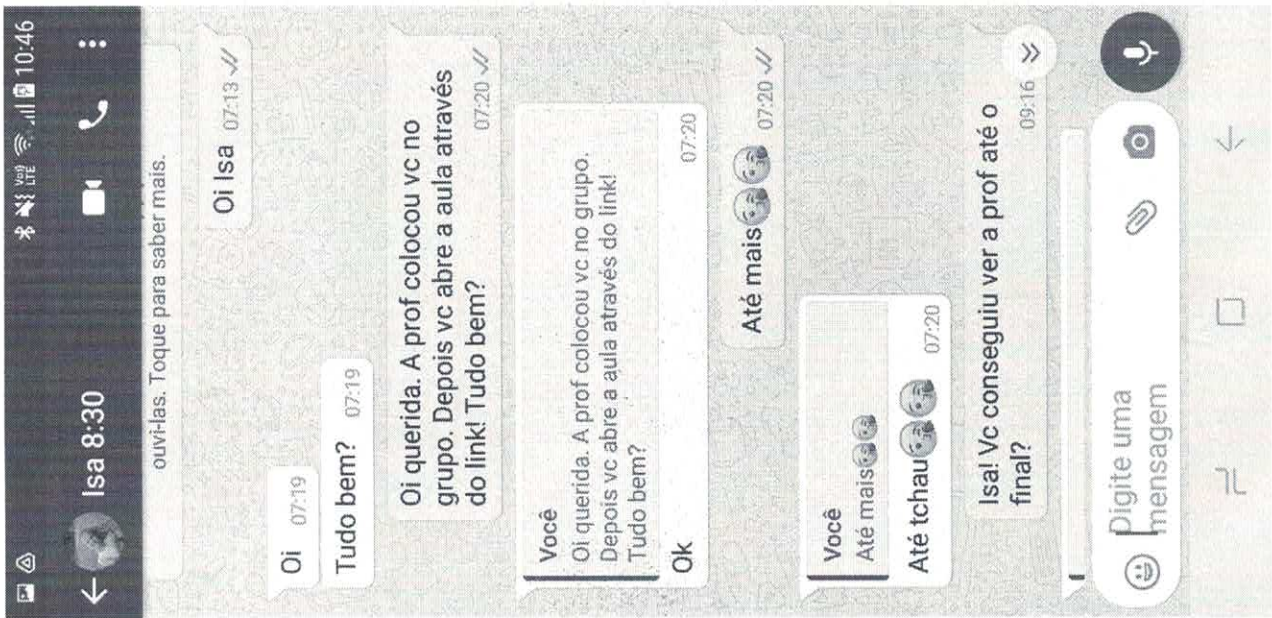 VoO LTE 10:46
Isa 8:30
ouvi-las. Toque para saber mais.
Oi Isa 07:13
Oi 07:19
Tudo bem? 07:19
Oi querida. A prof colocou vc no
grupo. Depois vc abre a aula através
do link! Tudo bem?
07:20
Você
Oi querida. A prof colocou vc no grupo.
Depois vc abre a aula através do link!
Tudo bem?
Ok
07:20
Até mais 07:20
Você
Até mais
Até tchau
07:20
Isa! Vc conseguiu ver a prof até o
final?
09:16
Digite uma
mensagem